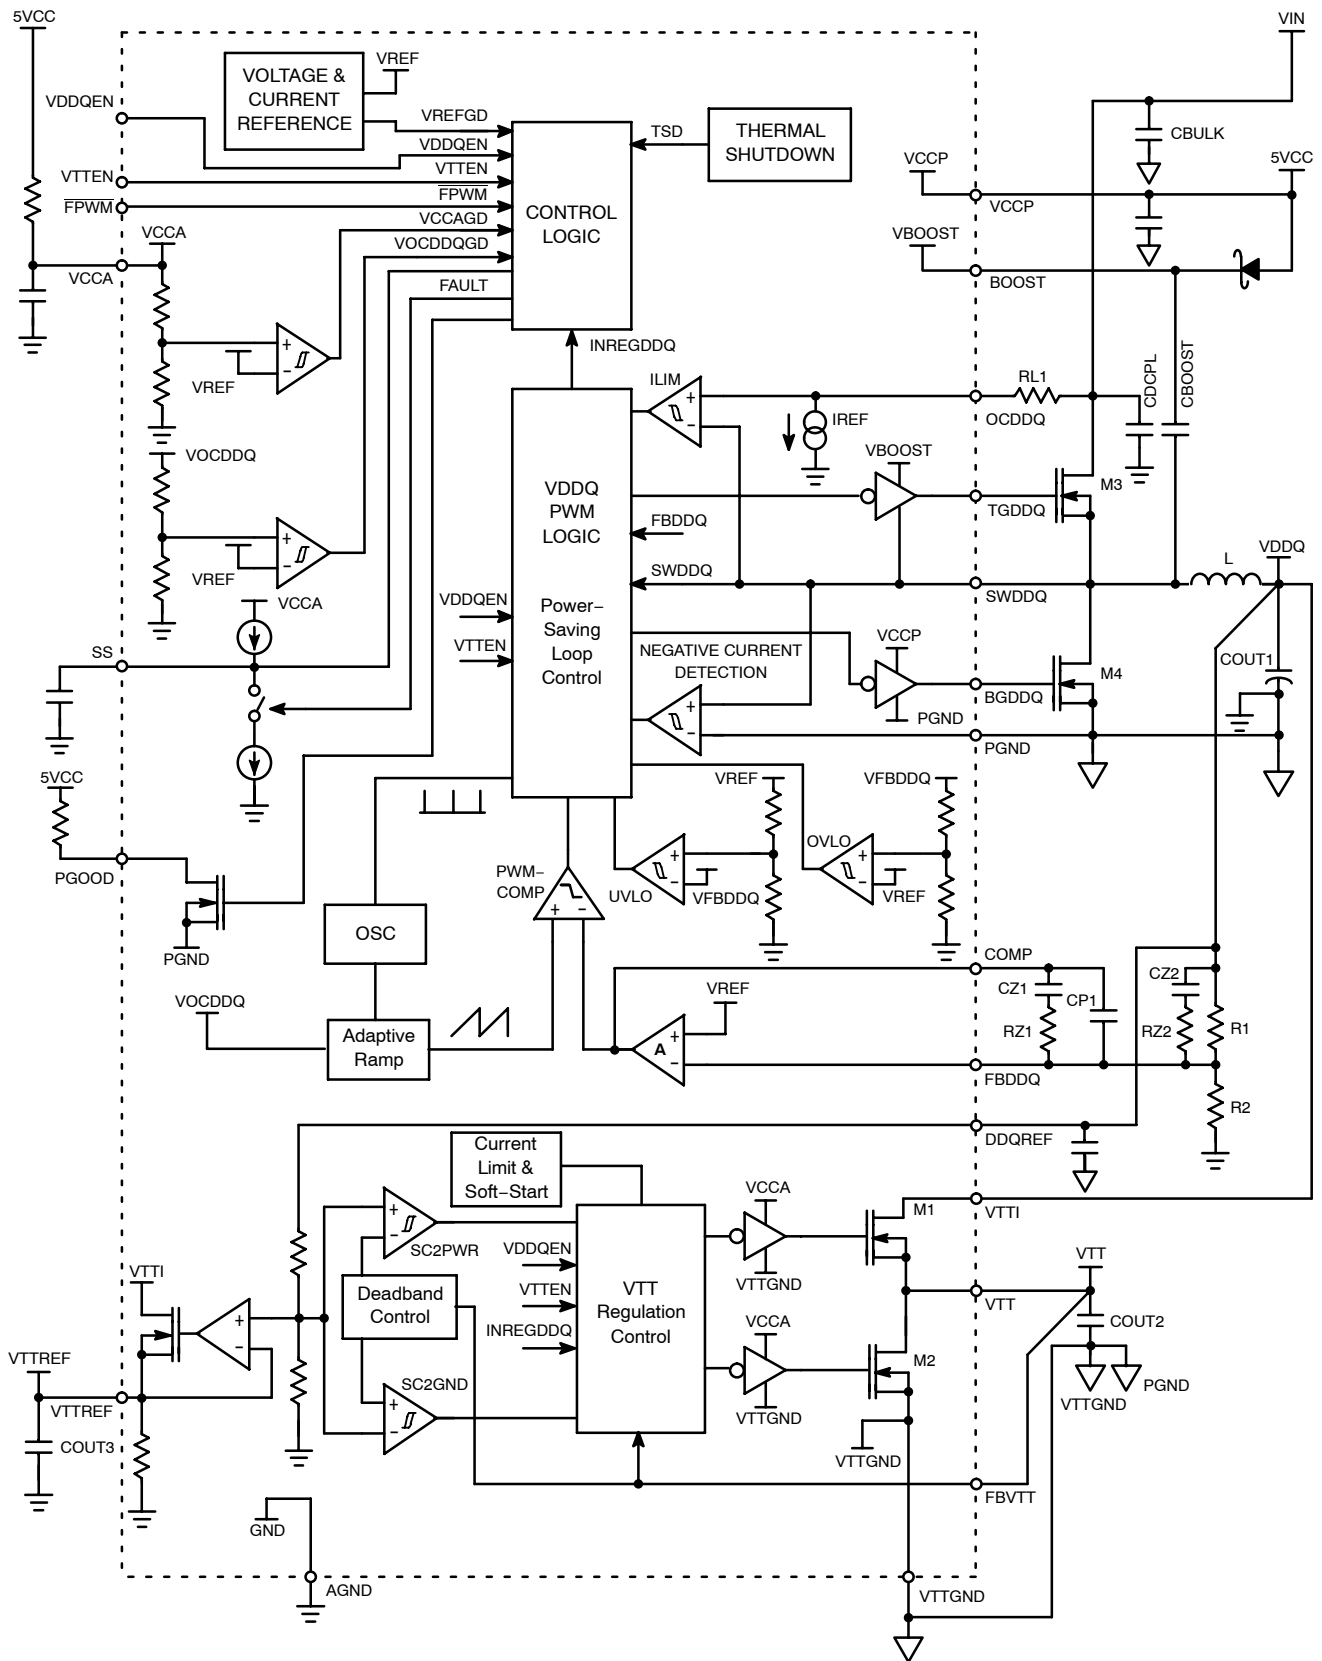 5VCC
VIN
VDDQEN
VOLTAGE &
CURRENT
REFERENCE
VREF
VREFGD
VDDQEN
VTTEN
FPWM
VCCAGD
VOCDDQGD
FAULT
CONTROL
LOGIC
TSD
THERMAL
SHUTDOWN
CBULK
VCCP
5VCC
VCCP
VBOOST
BOOST
VTTEN
FPWM
VCCA
VCCA
VREF
INREGDDQ
ILIM
IREF
RL1
OCDDQ
CDCPL
CBOOST
VOCDDQ
VREF
VDDQ
PWM
LOGIC
Power-
Saving
Loop
Control
FBDDQ
SWDDQ
VBOOST
TGDDQ
M3
SWDDQ
L
VDDQ
VCCA
SS
VDDQEN
VTTEN
NEGATIVE CURRENT
DETECTION
VCCP
PGND
BGDDQ
M4
COUT1
PGND
5VCC
PGOOD
PGND
VREF
VFBDDQ
UVLO
VFBDDQ
OVLO
VREF
PWM-
COMP
+
-
OSC
VOCDDQ
Adaptive
Ramp
VREF
A
+
-
COMP
CZ1
CP1
RZ1
CZ2
RZ2
R1
FBDDQ
R2
DDQREF
Current
Limit &
Soft-Start
VTTI
SC2PWR
Deadband
Control
SC2GND
VDDQEN
VTTEN
INREGDDQ
VTT
Regulation
Control
VCCA
VTTGND
M1
VCCA
VTTGND
M2
VTT
VTT
COUT2
VTTGND
PGND
VTTI
VTTREF
VTTREF
COUT3
VTTGND
FBVTT
GND
AGND
VTTGND